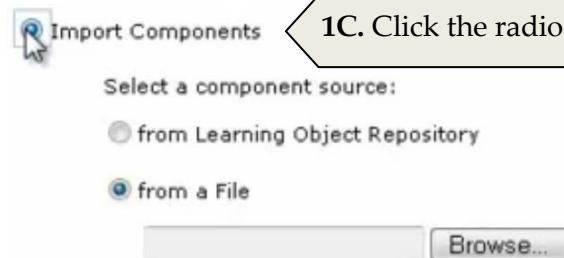 Import Components
1C. Click the radio
Select a component source:
from Learning Object Repository
from a File
Browse...